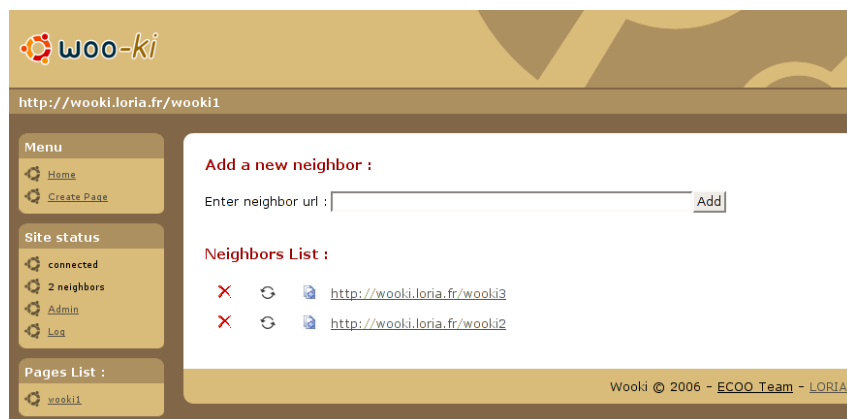 woo-ki
http://wooki.loria.fr/wooki1
Menu
Home
Create Page
Site status
connected
2 neighbors
Admin
Log
Pages List :
wooki1
Add a new neighbor :
Enter neighbor url :
Add
Neighbors List :
http://wooki.loria.fr/wooki3
http://wooki.loria.fr/wooki2
Wooki © 2006 - ECOO Team - LORIA